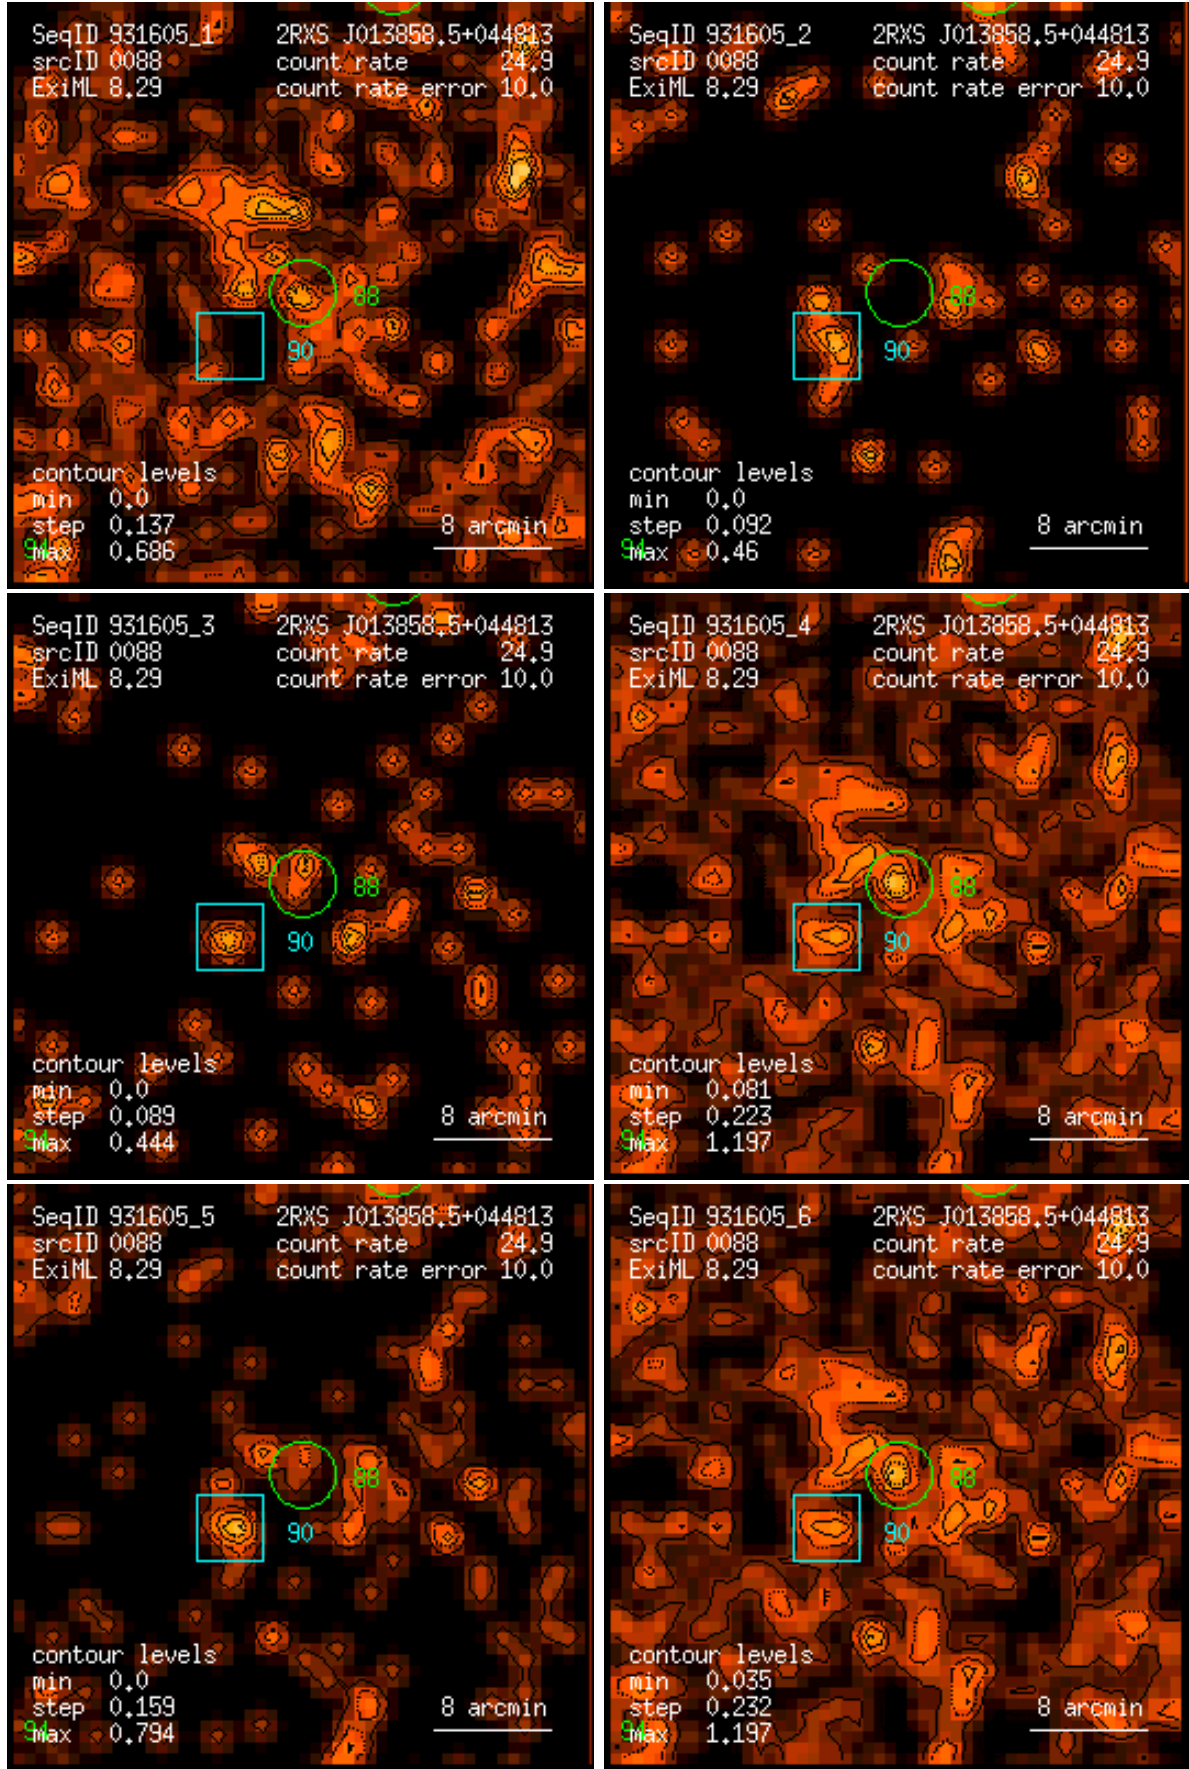 SeqID 931605_1 2RXS J013858.5+044813
srcID 0088 count rate 24.9
ExiML 8.29 count rate error 10.0
88
90
contour levels
min 0.0
step 0.137 8 arcmin
94
max 0.686
SeqID 931605_2 2RXS J013858.5+044813
srcID 0088 count rate 24.9
ExiML 8.29 count rate error 10.0
88
90
contour levels
min 0.0
step 0.092 8 arcmin
94
max 0.46
SeqID 931605_3 2RXS J013858.5+044813
srcID 0088 count rate 24.9
ExiML 8.29 count rate error 10.0
88
90
contour levels
min 0.0
step 0.089 8 arcmin
94
max 0.444
SeqID 931605_4 2RXS J013858.5+044813
srcID 0088 count rate 24.9
ExiML 8.29 count rate error 10.0
88
90
contour levels
min 0.081
step 0.223 8 arcmin
94
max 1.197
SeqID 931605_5 2RXS J013858.5+044813
srcID 0088 count rate 24.9
ExiML 8.29 count rate error 10.0
88
90
contour levels
min 0.0
step 0.159 8 arcmin
94
max 0.794
SeqID 931605_6 2RXS J013858.5+044813
srcID 0088 count rate 24.9
ExiML 8.29 count rate error 10.0
88
90
contour levels
min 0.035
step 0.232 8 arcmin
94
max 1.197